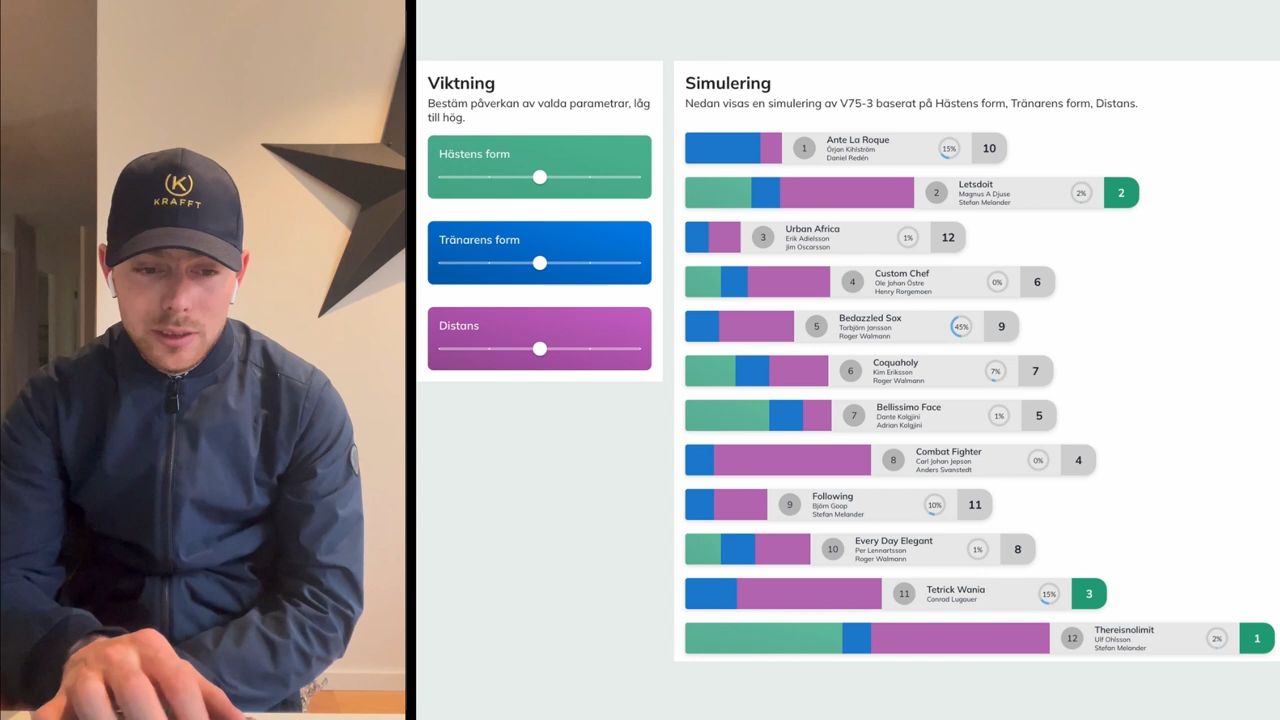 KRAFFT
Viktning
Bestäm påverkan av valda parametrar, låg
till hög.
Hästens form
Tränarens form
Distans
Simulering
Nedan visas en simulering av V75-3 baserat på Hästens form, Tränarens form, Distans.
1
Ante La Roque
Örjan Kihlström
Daniel Redén
15%
10
2
Letsdoit
Magnus A Djuse
Stefan Melander
2%
2
3
Urban Africa
Erik Adielsson
Jim Oscarsson
1%
12
4
Custom Chef
Ole Johan Östre
Henry Rorgemoen
0%
6
5
Bedazzled Sox
Torbjörn Jansson
Roger Walmann
45%
9
6
Coquaholy
Kim Eriksson
Roger Walmann
7%
7
7
Bellissimo Face
Dante Kolgjini
Adrian Kolgjini
1%
5
8
Combat Fighter
Carl Johan Jepson
Anders Svanstedt
0%
4
9
Following
Björn Goop
Stefan Melander
10%
11
10
Every Day Elegant
Per Lennartsson
Roger Walmann
1%
8
11
Tetrick Wania
Conrad Lugauer
15%
3
12
Thereisnolimit
Ulf Ohlsson
Stefan Melander
2%
1